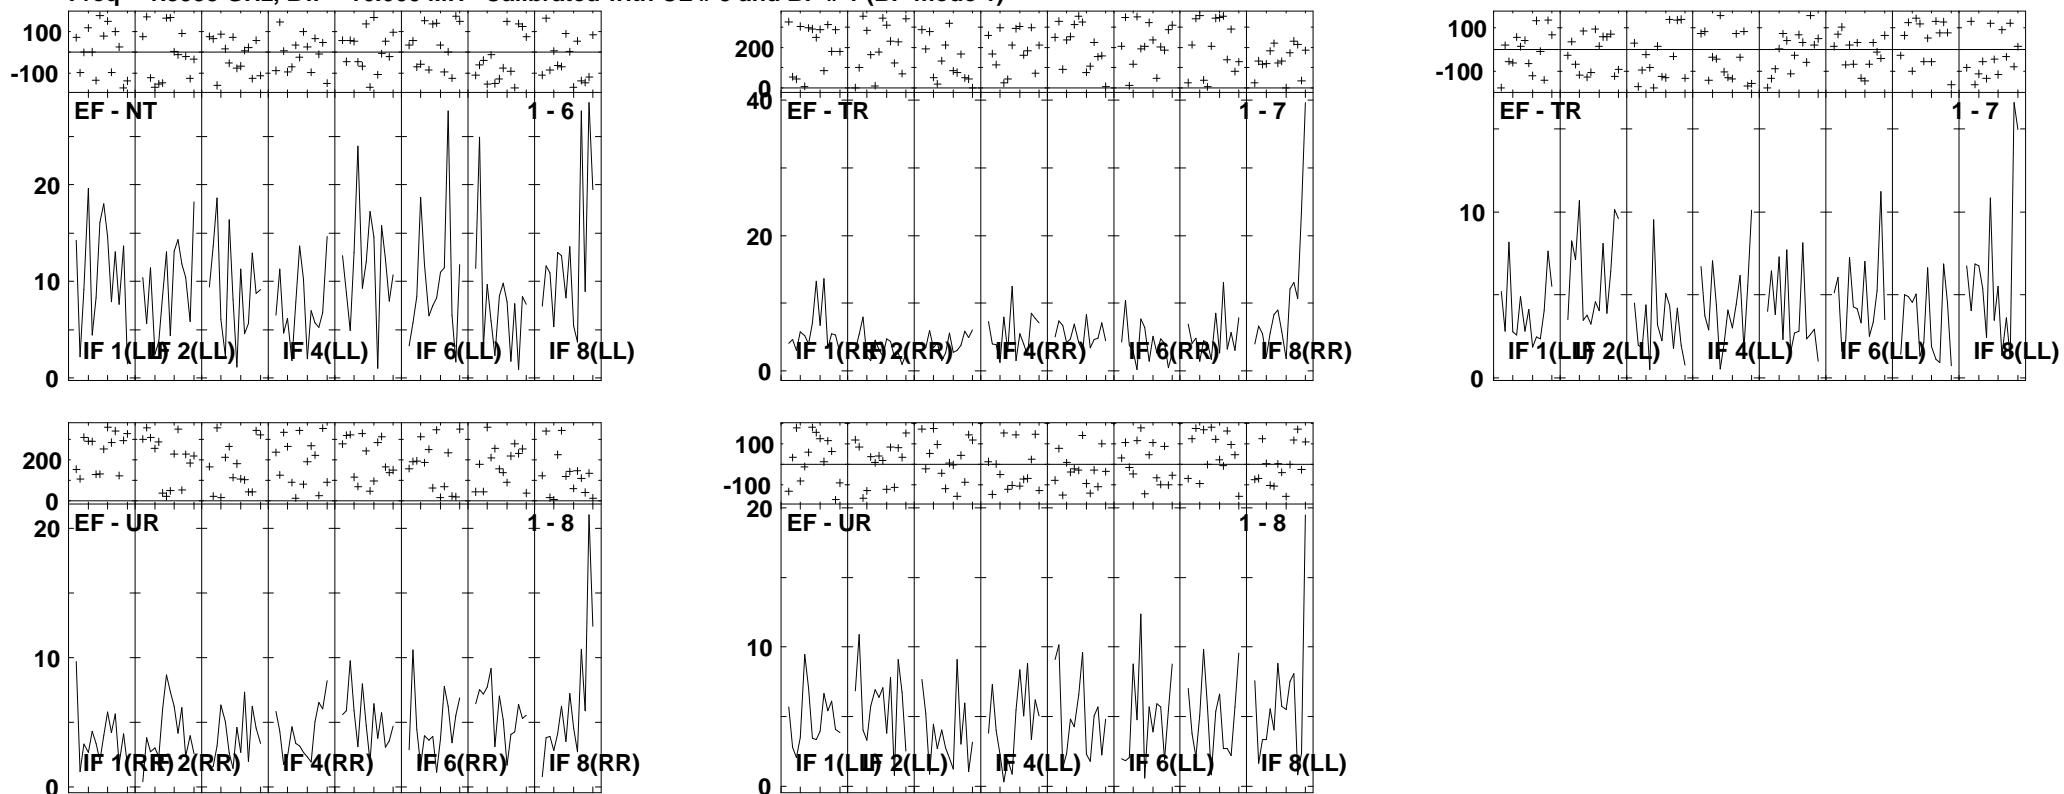 100
-100
EF - NT
1 - 6
20
10
0
IF 1(LL)
IF 2(LL)
IF 4(LL)
IF 6(LL)
IF 8(LL)
200
0
40
EF - TR
1 - 7
20
0
IF 1(RR)
IF 2(RR)
IF 4(RR)
IF 6(RR)
IF 8(RR)
100
-100
EF - TR
1 - 7
10
0
IF 1(LL)
IF 2(LL)
IF 4(LL)
IF 6(LL)
IF 8(LL)
200
0
EF - UR
1 - 8
20
10
0
IF 1(RR)
IF 2(RR)
IF 4(RR)
IF 6(RR)
IF 8(RR)
100
-100
20
EF - UR
1 - 8
10
0
IF 1(LL)
IF 2(LL)
IF 4(LL)
IF 6(LL)
IF 8(LL)